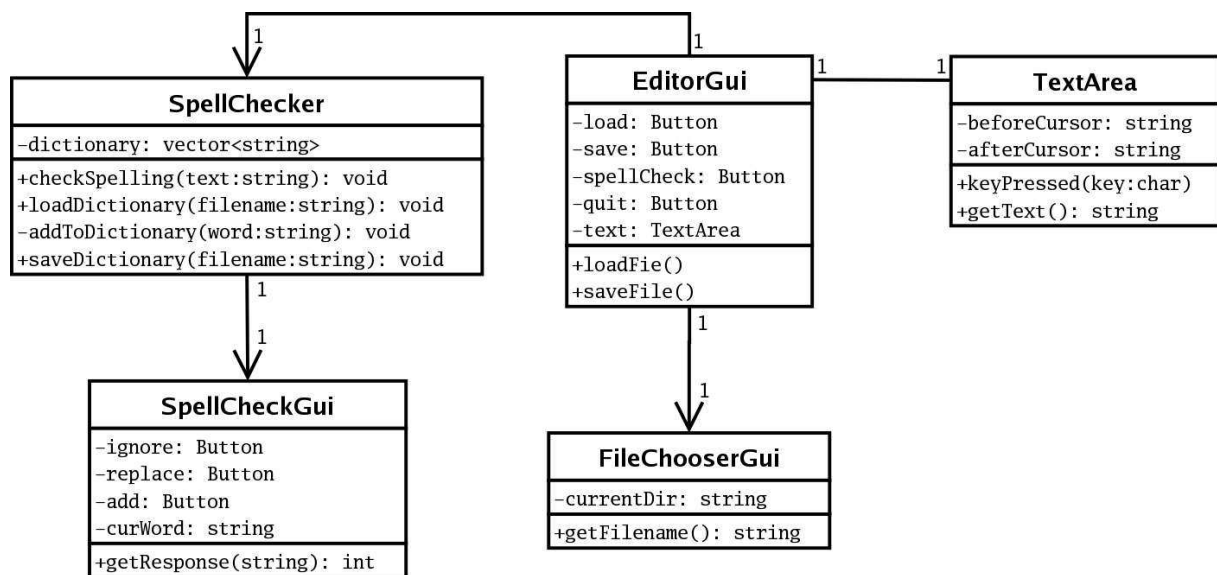 1
1
SpellChecker
-dictionary: vector<string>
+checkSpelling(text:string): void
+loadDictionary(filename:string): void
-addToDictionary(word:string): void
+saveDictionary(filename:string): void
1
1
SpellCheckGui
-ignore: Button
-replace: Button
-add: Button
-curWord: string
+getResponse(string): int
EditorGui
-load: Button
-save: Button
-spellCheck: Button
-quit: Button
-text: TextArea
+loadFie()
+saveFile()
1
1
FileChooserGui
-currentDir: string
+getFilename(): string
1
1
TextArea
-beforeCursor: string
-afterCursor: string
+keyPressed(key:char)
+getText(): string